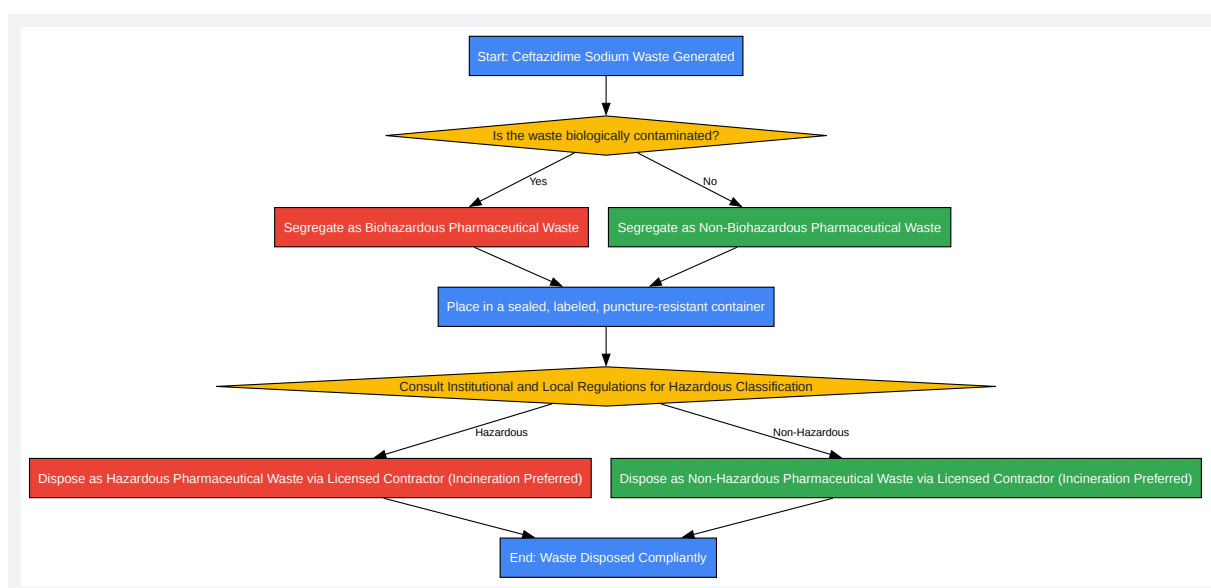 Start: Ceftazidime Sodium Waste Generated
Is the waste biologically contaminated?
Yes
No
Segregate as Biohazardous Pharmaceutical Waste
Segregate as Non-Biohazardous Pharmaceutical Waste
Place in a sealed, labeled, puncture-resistant container
Consult Institutional and Local Regulations for Hazardous Classification
Hazardous
Non-Hazardous
Dispose as Hazardous Pharmaceutical Waste via Licensed Contractor (Incineration Preferred)
Dispose as Non-Hazardous Pharmaceutical Waste via Licensed Contractor (Incineration Preferred)
End: Waste Disposed Compliantly